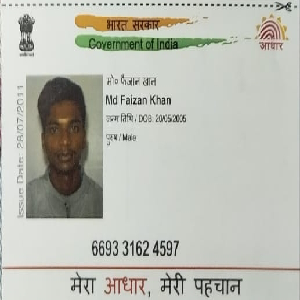 भारत सरकार
Government of India
आधार
मो० फैजान खान
Md Faizan Khan
जन्म तिथि / DOB: 20/05/2005
पुरुष / Male
Issue Date: 28/07/2011
6693 3162 4597
मेरा आधार, मेरी पहचान